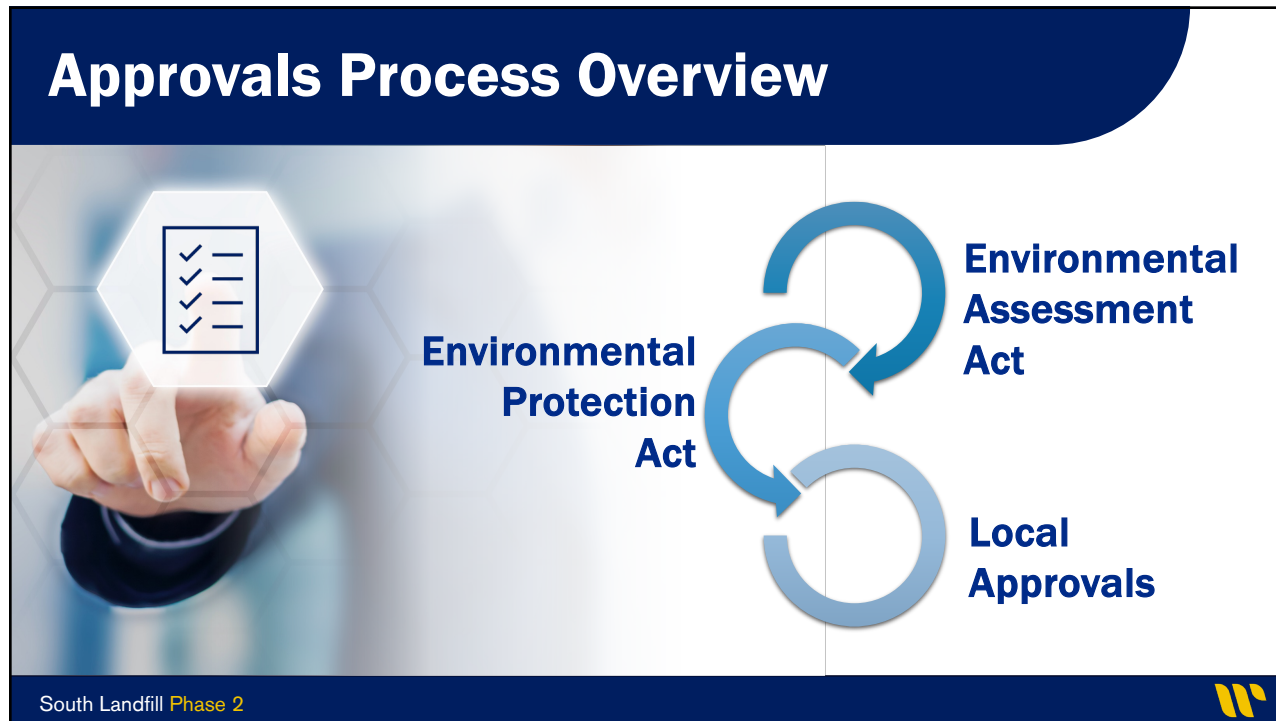 Approvals Process Overview
Environmental
Assessment
Act
Environmental
Protection
Act
Local
Approvals
South Landfill Phase 2